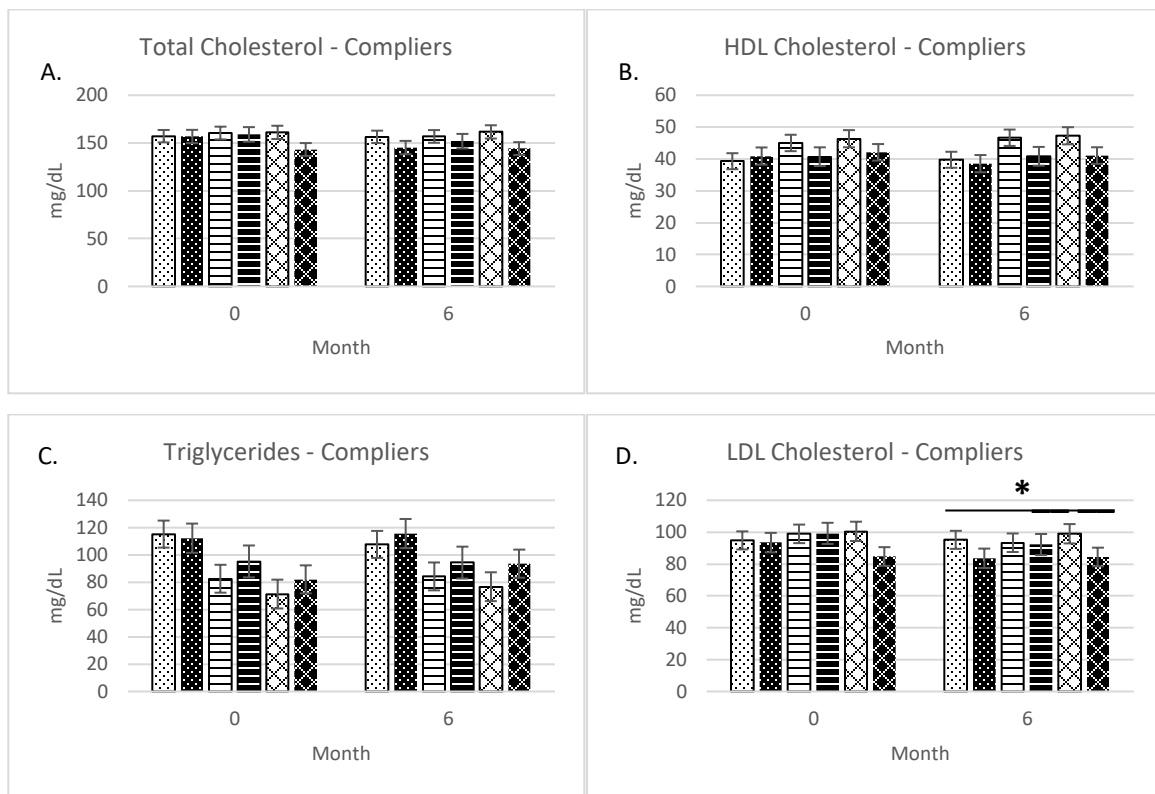 Total Cholesterol - Compliers
A.
200
150
100
50
0
mg/dL
0 6
Month
HDL Cholesterol - Compliers
B.
60
50
40
30
20
10
0
mg/dL
0 6
Month
Triglycerides - Compliers
C.
140
120
100
80
60
40
20
0
mg/dL
0 6
Month
LDL Cholesterol - Compliers
D.
*
120
100
80
60
40
20
0
mg/dL
0 6
Month